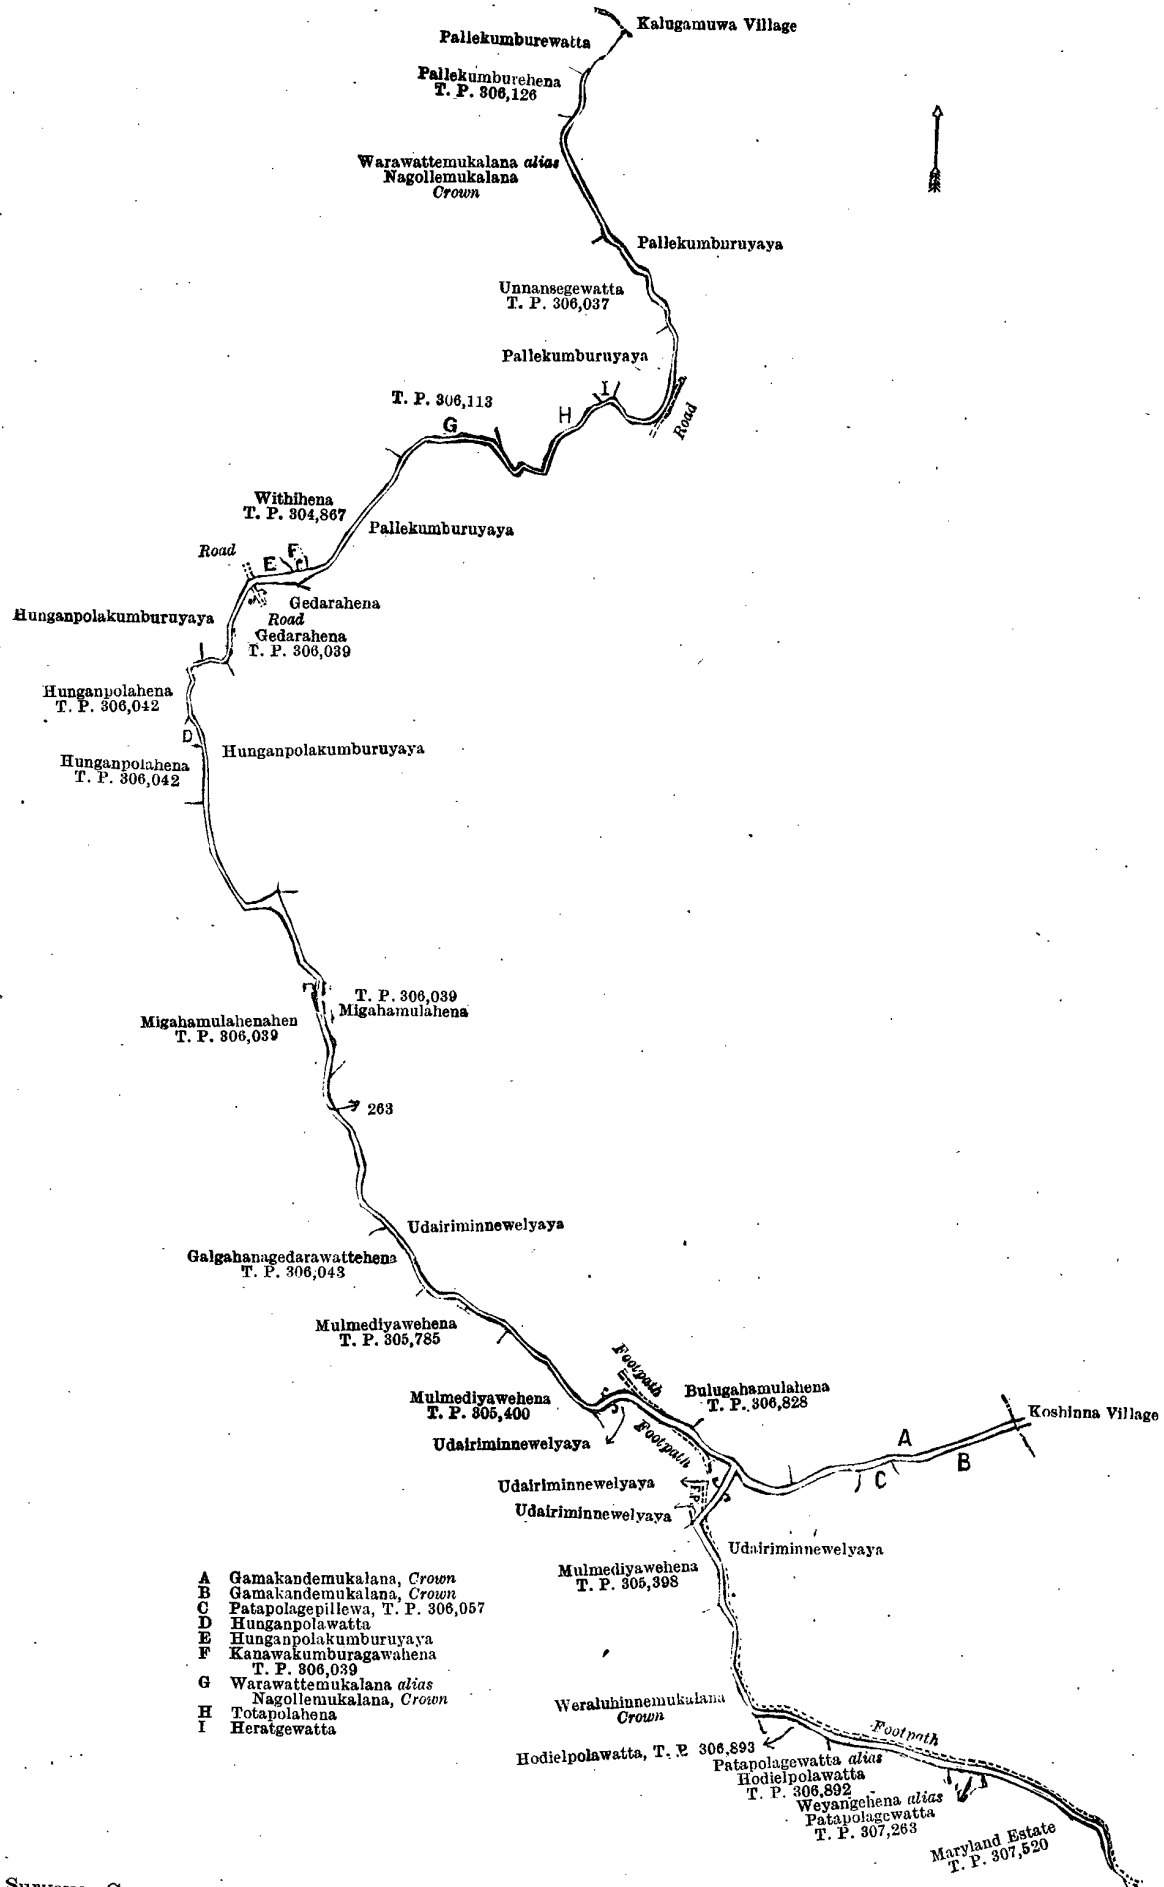 Kalugamuwa Village
Pallekumburewatta
Pallekumburehena
T. P. 306,126
Warawattemukalana alias
Nagollemukalana
Crown
Pallekumburuyaya
Unnansegewatta
T. P. 306,037
Pallekumburuyaya
I
T. P. 306,113
H
G
Road
Withihena
T. P. 304,867
Pallekumburuyaya
Road
E
F
Gedarahena
Hunganpolakumburuyaya
Road
Gedarahena
T. P. 306,039
Hunganpolahena
T. P. 306,042
D
Hunganpolakumburuyaya
Hunganpolahena
T. P. 306,042
T. P. 306,039
Migahamulahena
Migahamulahenahen
T. P. 306,039
263
Udairiminnewelyaya
Galgahanagedarawattehena
T. P. 306,043
Mulmediyawehena
T. P. 305,785
Footpath
Bulugahamulahena
T. P. 306,828
Mulmediyawehena
T. P. 305,400
Koshinna Village
Udairiminnewelyaya
Footpath
A
B
C
Udairiminnewelyaya
F.P.
Udairiminnewelyaya
Udairiminnewelyaya
Mulmediyawehena
T. P. 305,398
A Gamakandemukalana, Crown
B Gamakandemukalana, Crown
C Patapolagepillewa, T. P. 306,057
D Hunganpolawatta
E Hunganpolakumburuyaya
F Kanawakumburagawahena
T. P. 306,039
G Warawattemukalana alias
Nagollemukalana, Crown
H Totapolahena
I Heratgewatta
Weraluhinnemukalana
Crown
Footpath
Hodielpolawatta, T. P. 306,893
Patapolagewatta alias
Hodielpolawatta
T. P. 306,892
Weyangehena alias
Patapolagewatta
T. P. 307,263
Maryland Estate
T. P. 307,520